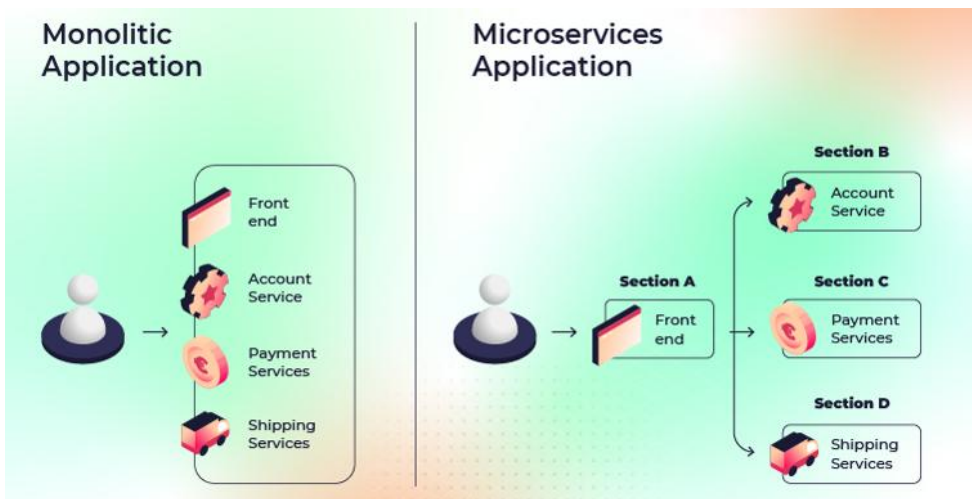 Monolitic
Application
Front
end
Account
Service
Payment
Services
Shipping
Services
Microservices
Application
Section A
Front
end
Section B
Account
Service
Section C
Payment
Services
Section D
Shipping
Services